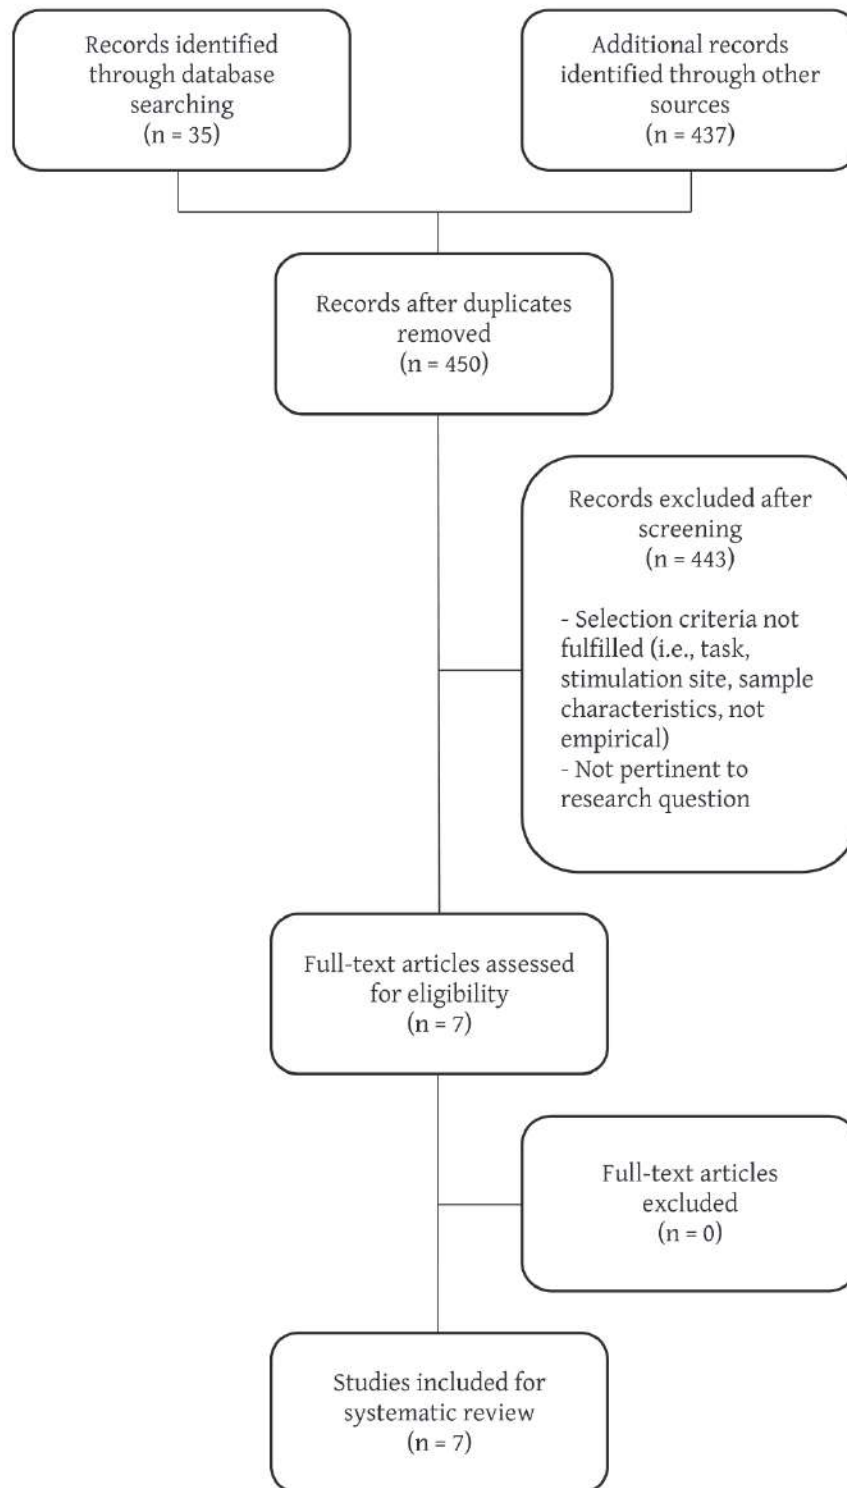 Records identified
through database
searching
(n = 35)
Additional records
identified through other
sources
(n = 437)
Records after duplicates
removed
(n = 450)
Records excluded after
screening
(n = 443)
- Selection criteria not
fulfilled (i.e., task,
stimulation site, sample
characteristics, not
empirical)
- Not pertinent to
research question
Full-text articles assessed
for eligibility
(n = 7)
Full-text articles
excluded
(n = 0)
Studies included for
systematic review
(n = 7)